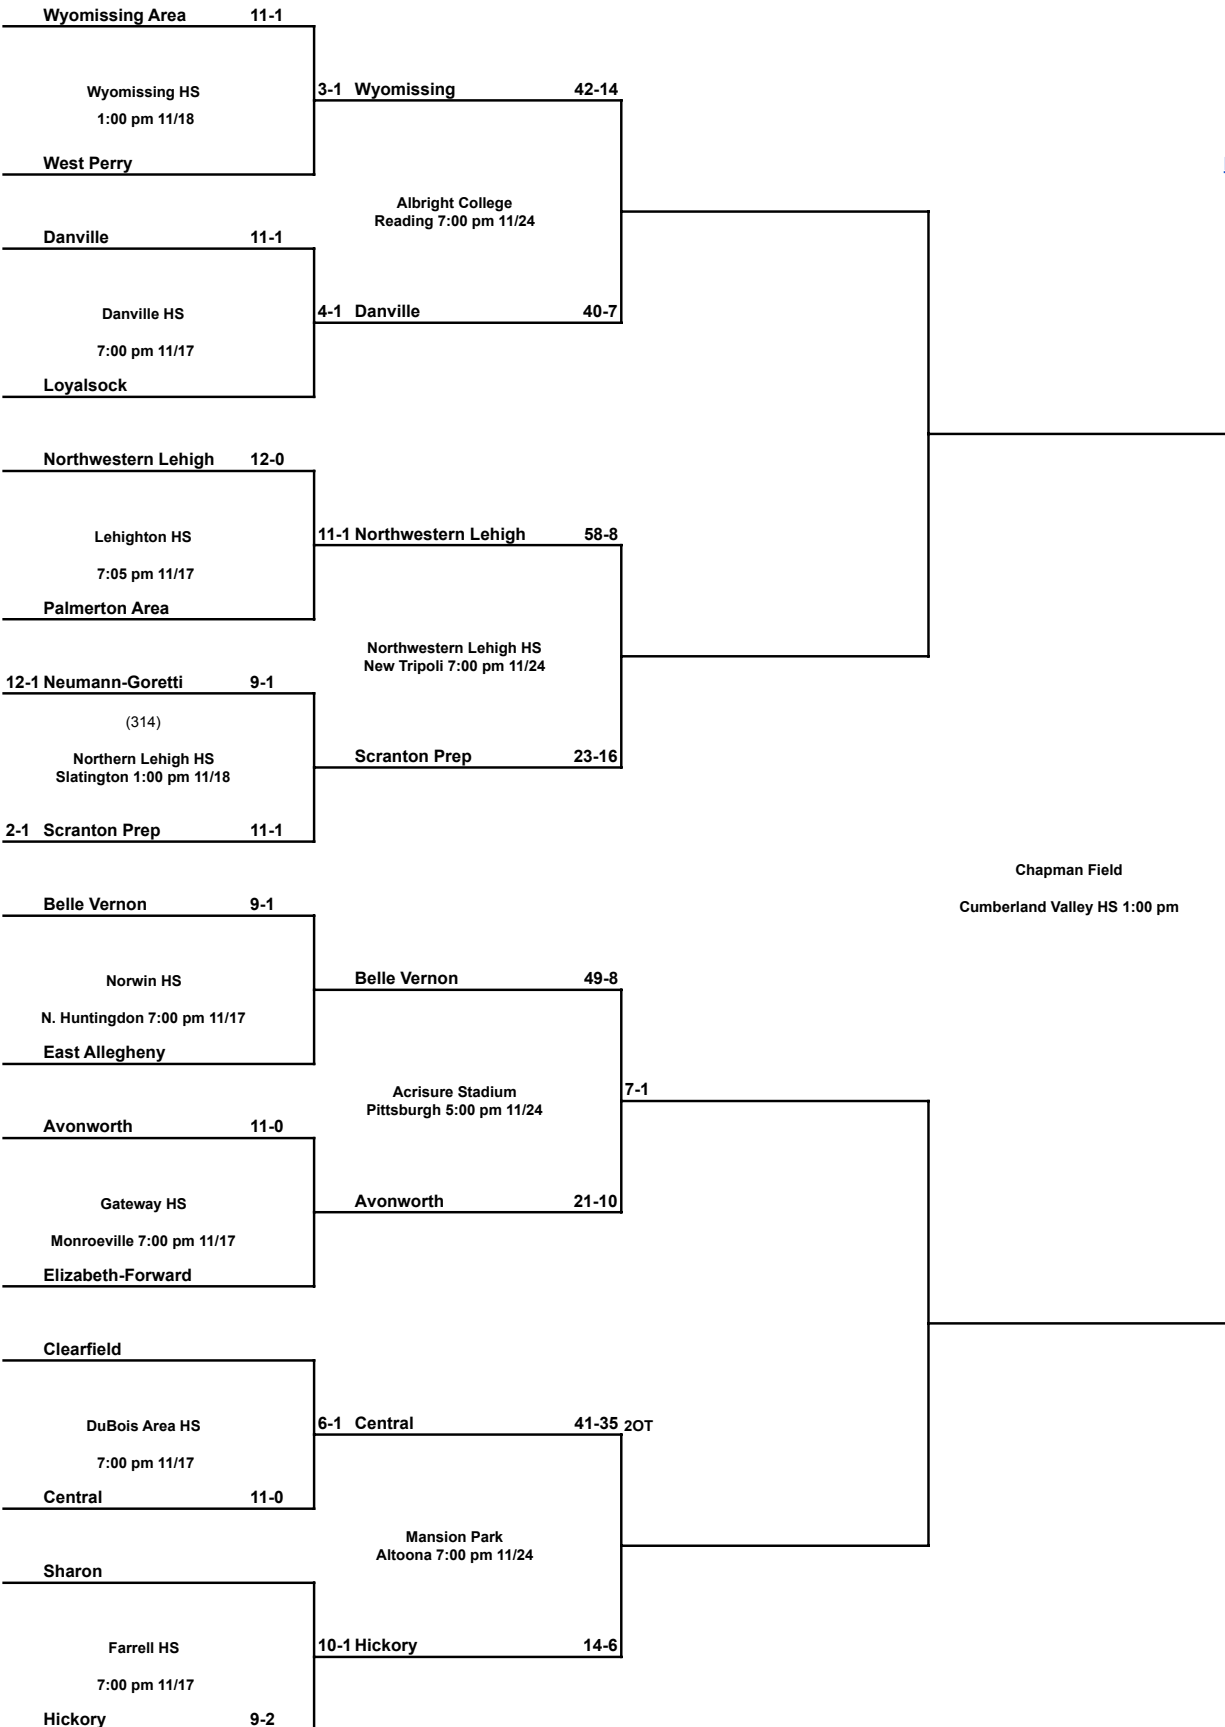 Wyomissing Area 11-1
Wyomissing HS
1:00 pm 11/18
West Perry
3-1 Wyomissing 42-14
Albright College
Reading 7:00 pm 11/24
Danville 11-1
Danville HS
7:00 pm 11/17
Loyalsock
4-1 Danville 40-7
Northwestern Lehigh 12-0
Lehighton HS
7:05 pm 11/17
Palmerton Area
11-1 Northwestern Lehigh 58-8
Northwestern Lehigh HS
New Tripoli 7:00 pm 11/24
12-1 Neumann-Goretti 9-1
(314)
Northern Lehigh HS
Slatington 1:00 pm 11/18
2-1 Scranton Prep 11-1
Scranton Prep 23-16
Chapman Field
Cumberland Valley HS 1:00 pm
Belle Vernon 9-1
Norwin HS
N. Huntingdon 7:00 pm 11/17
East Allegheny
Belle Vernon 49-8
Acrisure Stadium
Pittsburgh 5:00 pm 11/24
7-1
Avonworth 11-0
Gateway HS
Monroeville 7:00 pm 11/17
Elizabeth-Forward
Avonworth 21-10
Clearfield
DuBois Area HS
7:00 pm 11/17
Central 11-0
6-1 Central 41-35 2OT
Mansion Park
Altoona 7:00 pm 11/24
Sharon
Farrell HS
7:00 pm 11/17
Hickory 9-2
10-1 Hickory 14-6